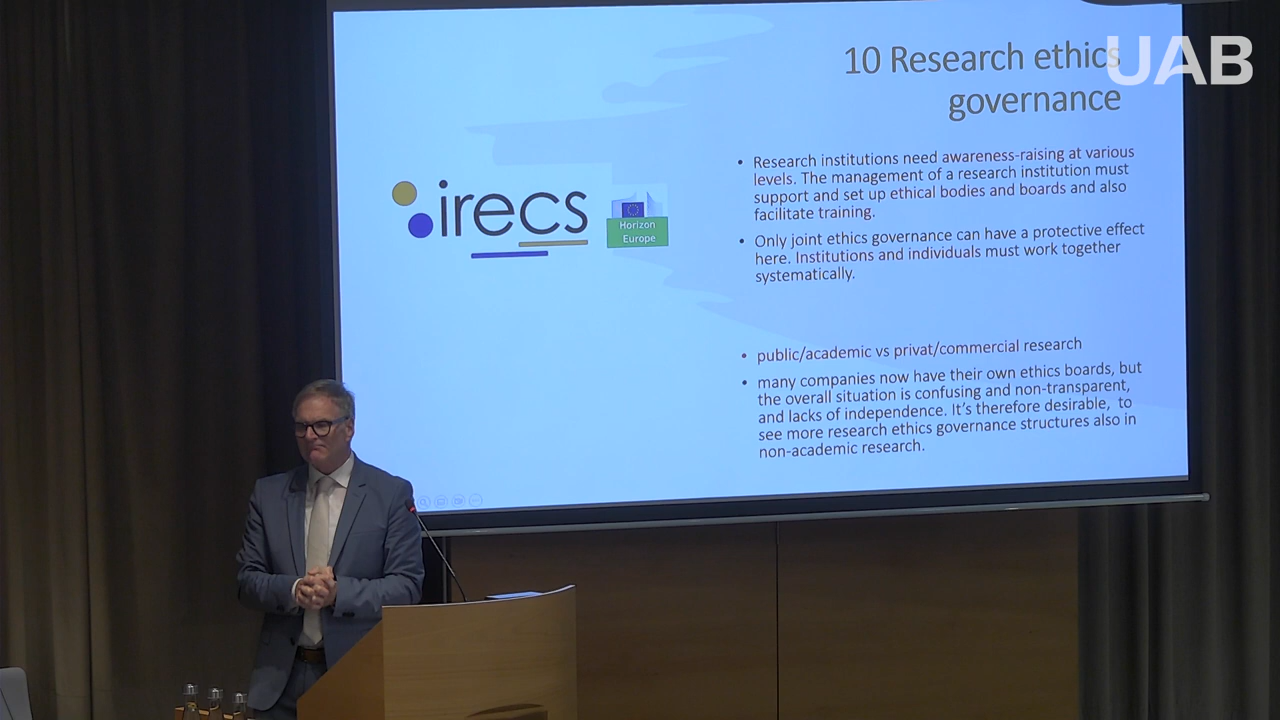 10 Research ethics
governance
UAB
irecs
Horizon
Europe
• Research institutions need awareness-raising at various
levels. The management of a research institution must
support and set up ethical bodies and boards and also
facilitate training.
• Only joint ethics governance can have a protective effect
here. Institutions and individuals must work together
systematically.
• public/academic vs privat/commercial research
• many companies now have their own ethics boards, but
the overall situation is confusing and non-transparent,
and lacks of independence. It's therefore desirable, to
see more research ethics governance structures also in
non-academic research.